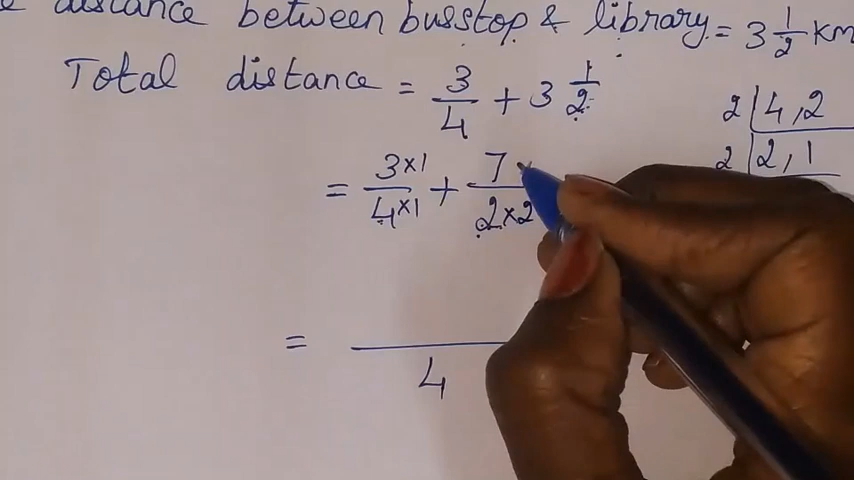 distance between busstop & library = 3 1/2 km
Total distance = 3/4 + 3 1/2
2 | 4, 2
= 3×1/4×1 + 7/2×2
2 | 2, 1
= /4